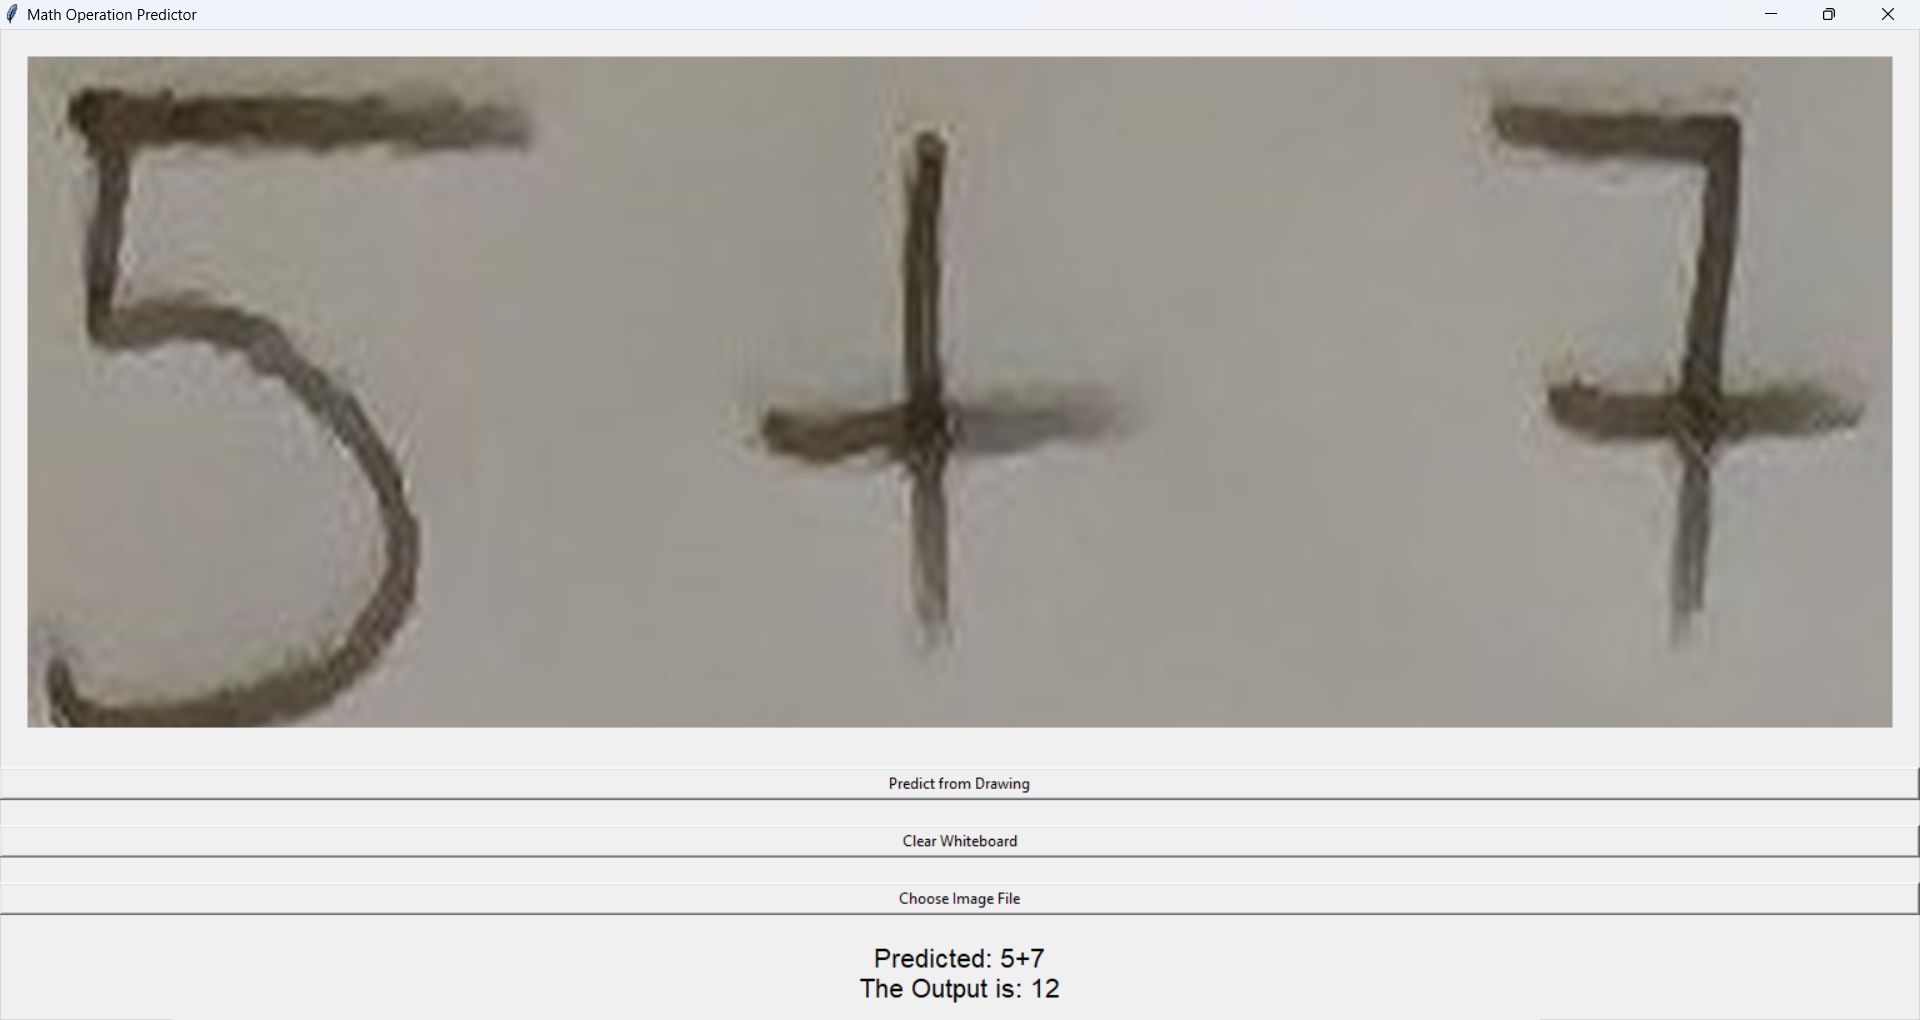 Math Operation Predictor
5 + 7
Predict from Drawing
Clear Whiteboard
Choose Image File
Predicted: 5+7
The Output is: 12